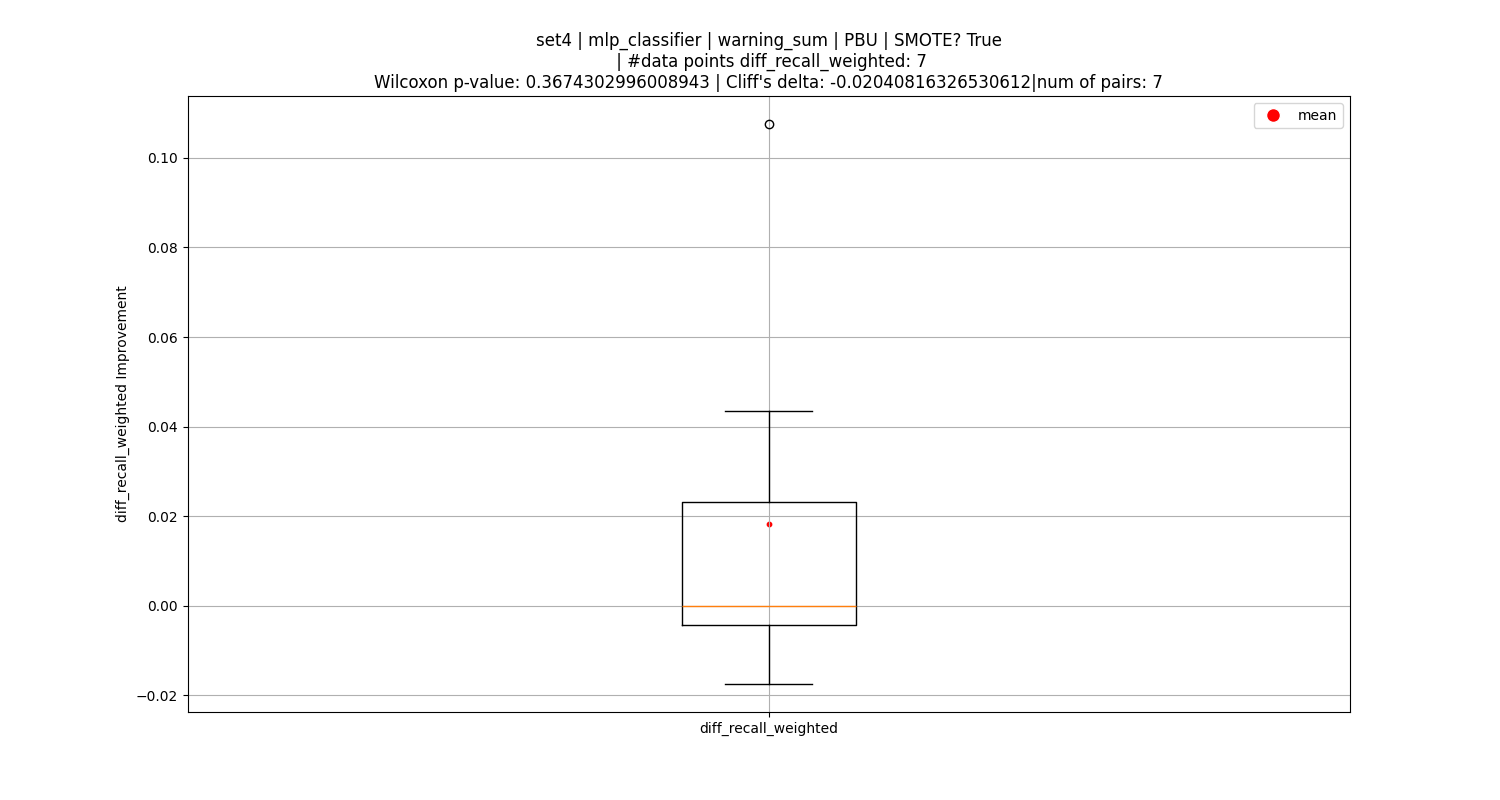 set4 | mlp_classifier | warning_sum | PBU | SMOTE? True
| #data points diff_recall_weighted: 7
Wilcoxon p-value: 0.3674302996008943 | Cliff's delta: -0.02040816326530612|num of pairs: 7
mean
0.10
0.08
0.06
0.04
0.02
0.00
−0.02
diff_recall_weighted Improvement
diff_recall_weighted